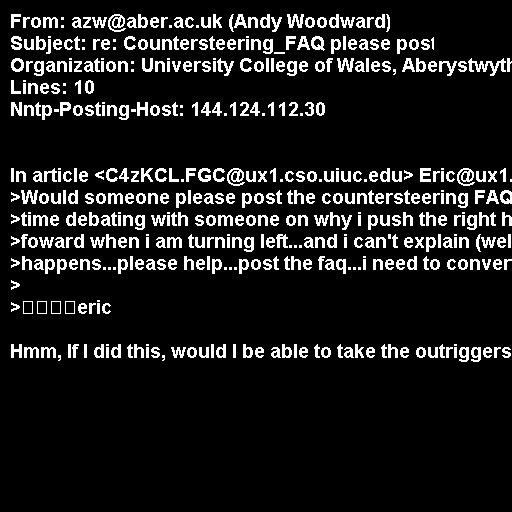 From: azw@aber.ac.uk (Andy Woodward)
Subject: re: Countersteering_FAQ please post
Organization: University College of Wales, Aberystwyth
Lines: 10
Nntp-Posting-Host: 144.124.112.30
In article <C4zKCL.FGC@ux1.cso.uiuc.edu> Eric@ux1.
>Would someone please post the countersteering FAQ
>time debating with someone on why i push the right h
>foward when i am turning left...and i can't explain (wel
>happens...please help...post the faq...i need to conver
>
>□□□□eric
Hmm, If I did this, would I be able to take the outriggers